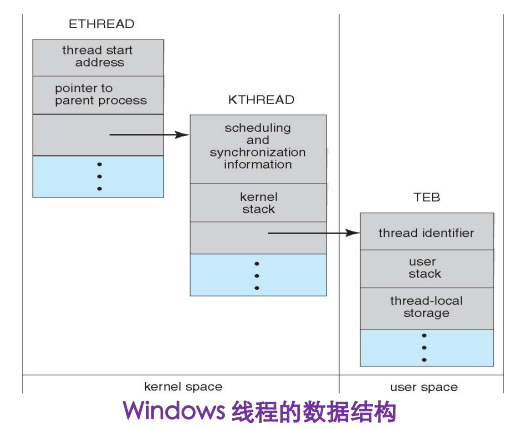 ETHREAD
thread start
address
pointer to
parent process
KTHREAD
scheduling
and
synchronization
information
kernel
stack
TEB
thread identifier
user
stack
thread-local
storage
kernel space
user space
Windows 线程的数据结构